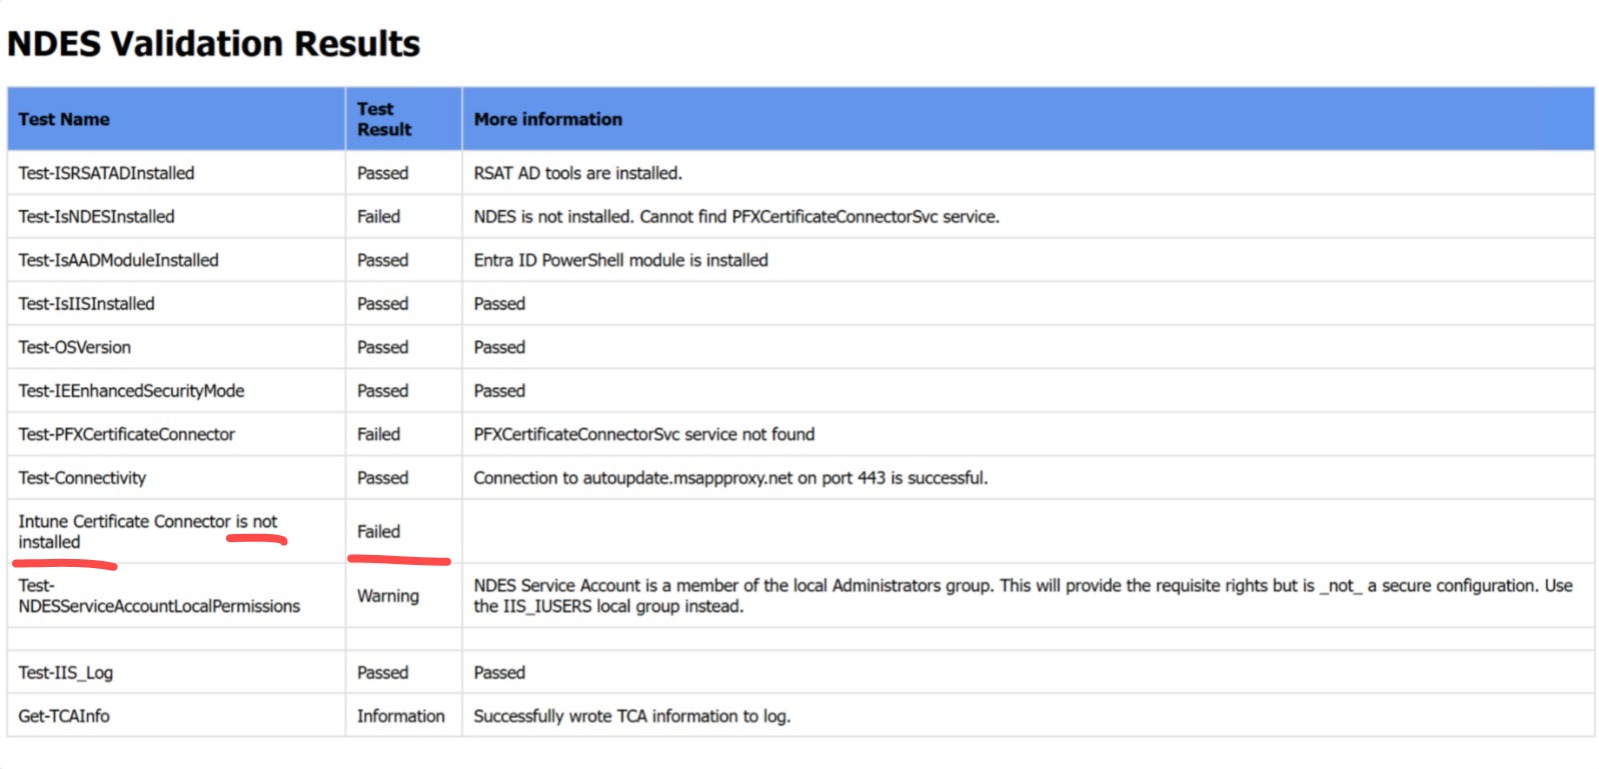 NDES Validation Results
Test Name
Test
Result
More information
Test-ISRSATADInstalled
Passed
RSAT AD tools are installed.
Test-IsNDESInstalled
Failed
NDES is not installed. Cannot find PFXCertificateConnectorSvc service.
Test-IsAADModuleInstalled
Passed
Entra ID PowerShell module is installed
Test-IsIISInstalled
Passed
Passed
Test-OSVersion
Passed
Passed
Test-IEEnhancedSecurityMode
Passed
Passed
Test-PFXCertificateConnector
Failed
PFXCertificateConnectorSvc service not found
Test-Connectivity
Passed
Connection to autoupdate.msappproxy.net on port 443 is successful.
Intune Certificate Connector is not
installed
Failed
Test-
NDESServiceAccountLocalPermissions
Warning
NDES Service Account is a member of the local Administrators group. This will provide the requisite rights but is _not_ a secure configuration. Use
the IIS_IUSERS local group instead.
Test-IIS_Log
Passed
Passed
Get-TCAInfo
Information
Successfully wrote TCA information to log.